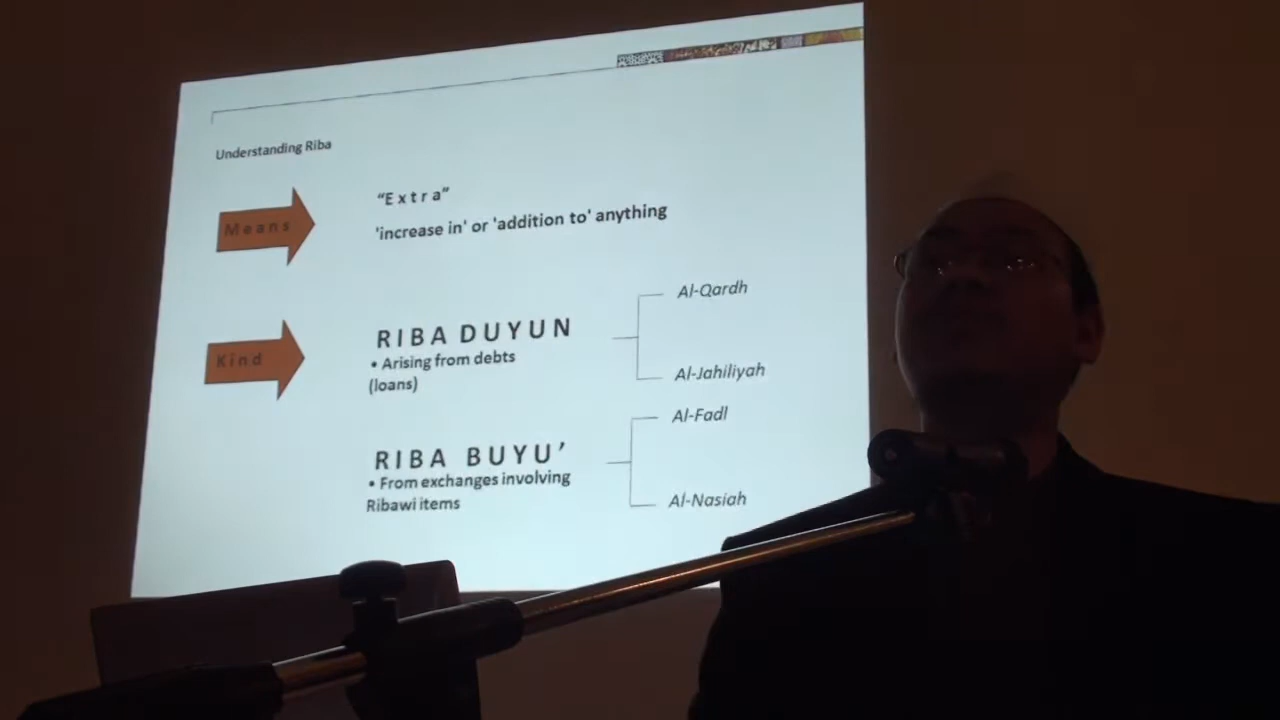 Understanding Riba
Means
"Extra"
'increase in' or 'addition to' anything
Kind
RIBA DUYUN
• Arising from debts
(loans)
Al-Qardh
Al-Jahiliyah
RIBA BUYU’
• From exchanges involving
Ribawi items
Al-Fadl
Al-Nasiah